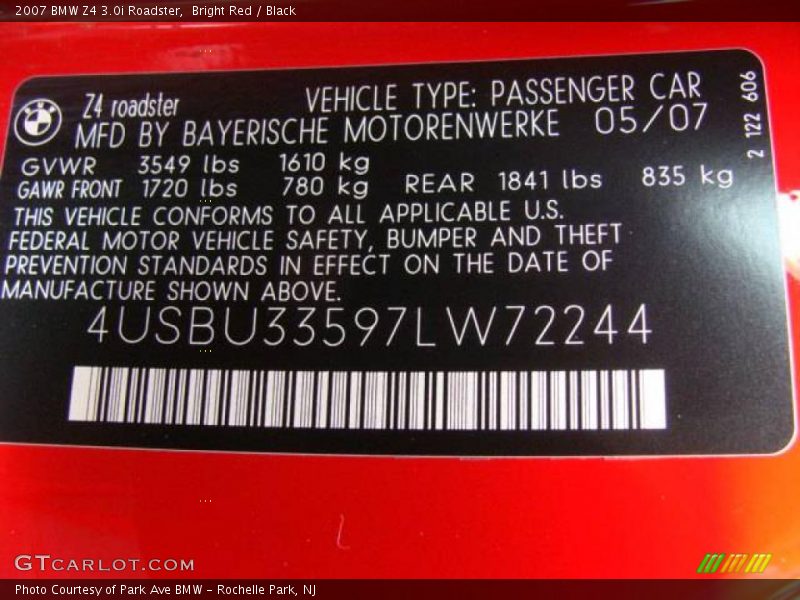 2007 BMW Z4 3.0i Roadster,  Bright Red / Black
BMW Z4 roadster VEHICLE TYPE: PASSENGER CAR
MFD BY BAYERISCHE MOTORENWERKE 05/07
GVWR 3549 lbs 1610 kg
GAWR FRONT 1720 lbs 780 kg REAR 1841 lbs 835 kg
THIS VEHICLE CONFORMS TO ALL APPLICABLE U.S.
FEDERAL MOTOR VEHICLE SAFETY, BUMPER AND THEFT
PREVENTION STANDARDS IN EFFECT ON THE DATE OF
MANUFACTURE SHOWN ABOVE.
4USBU33597LW72244
2 122 606
GTCARLOT.COM
Photo Courtesy of Park Ave BMW - Rochelle Park, NJ